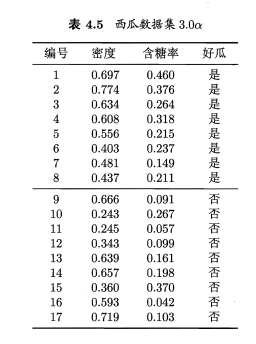 表 4.5 西瓜数据集 3.0α
编号 密度 含糖率 好瓜
1 0.697 0.460 是
2 0.774 0.376 是
3 0.634 0.264 是
4 0.608 0.318 是
5 0.556 0.215 是
6 0.403 0.237 是
7 0.481 0.149 是
8 0.437 0.211 是
9 0.666 0.091 否
10 0.243 0.267 否
11 0.245 0.057 否
12 0.343 0.099 否
13 0.639 0.161 否
14 0.657 0.198 否
15 0.360 0.370 否
16 0.593 0.042 否
17 0.719 0.103 否